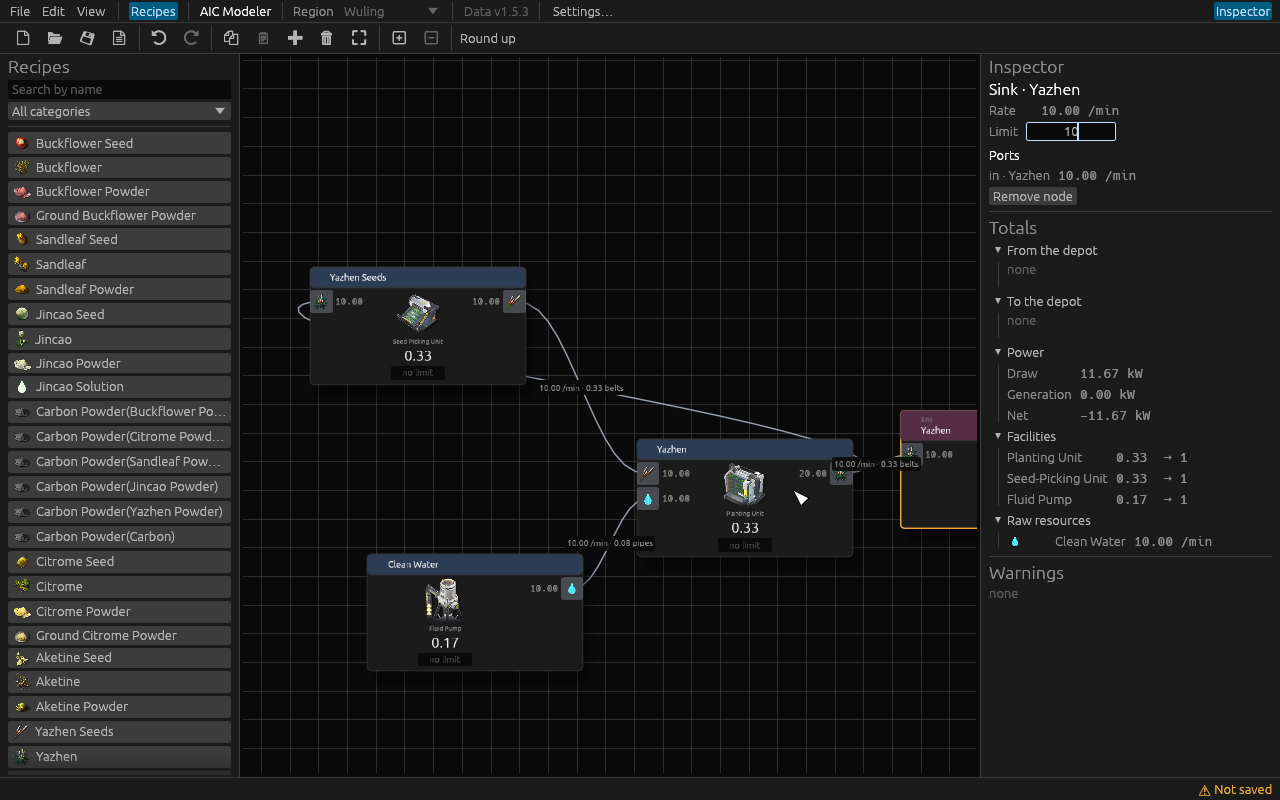 File Edit View Recipes AIC Modeler Region Wuling Data v1.5.3 Settings... Inspector
Round up
Recipes
Search by name
All categories
Buckflower Seed
Buckflower
Buckflower Powder
Ground Buckflower Powder
Sandleaf Seed
Sandleaf
Sandleaf Powder
Jincao Seed
Jincao
Jincao Powder
Jincao Solution
Carbon Powder(Buckflower Po...
Carbon Powder(Citrome Powd...
Carbon Powder(Sandleaf Pow...
Carbon Powder(Jincao Powder)
Carbon Powder(Yazhen Powder)
Carbon Powder(Carbon)
Citrome Seed
Citrome
Citrome Powder
Ground Citrome Powder
Aketine Seed
Aketine
Aketine Powder
Yazhen Seeds
Yazhen
Yazhen Seeds
10.00 10.00
Seed Picking Unit
0.33
no limit
10.00 /min · 0.33 belts
Yazhen
10.00 20.00
10.00
Planting Unit
0.33
no limit
10.00 /min · 0.33 belts
Sink
Yazhen
10.00
10.00 /min · 0.08 pipes
Clean Water
10.00
Fluid Pump
0.17
no limit
Inspector
Sink · Yazhen
Rate 10.00 /min
Limit 10
Ports
in · Yazhen 10.00 /min
Remove node
Totals
From the depot
none
To the depot
none
Power
Draw 11.67 kW
Generation 0.00 kW
Net −11.67 kW
Facilities
Planting Unit 0.33 → 1
Seed-Picking Unit 0.33 → 1
Fluid Pump 0.17 → 1
Raw resources
Clean Water 10.00 /min
Warnings
none
⚠ Not saved